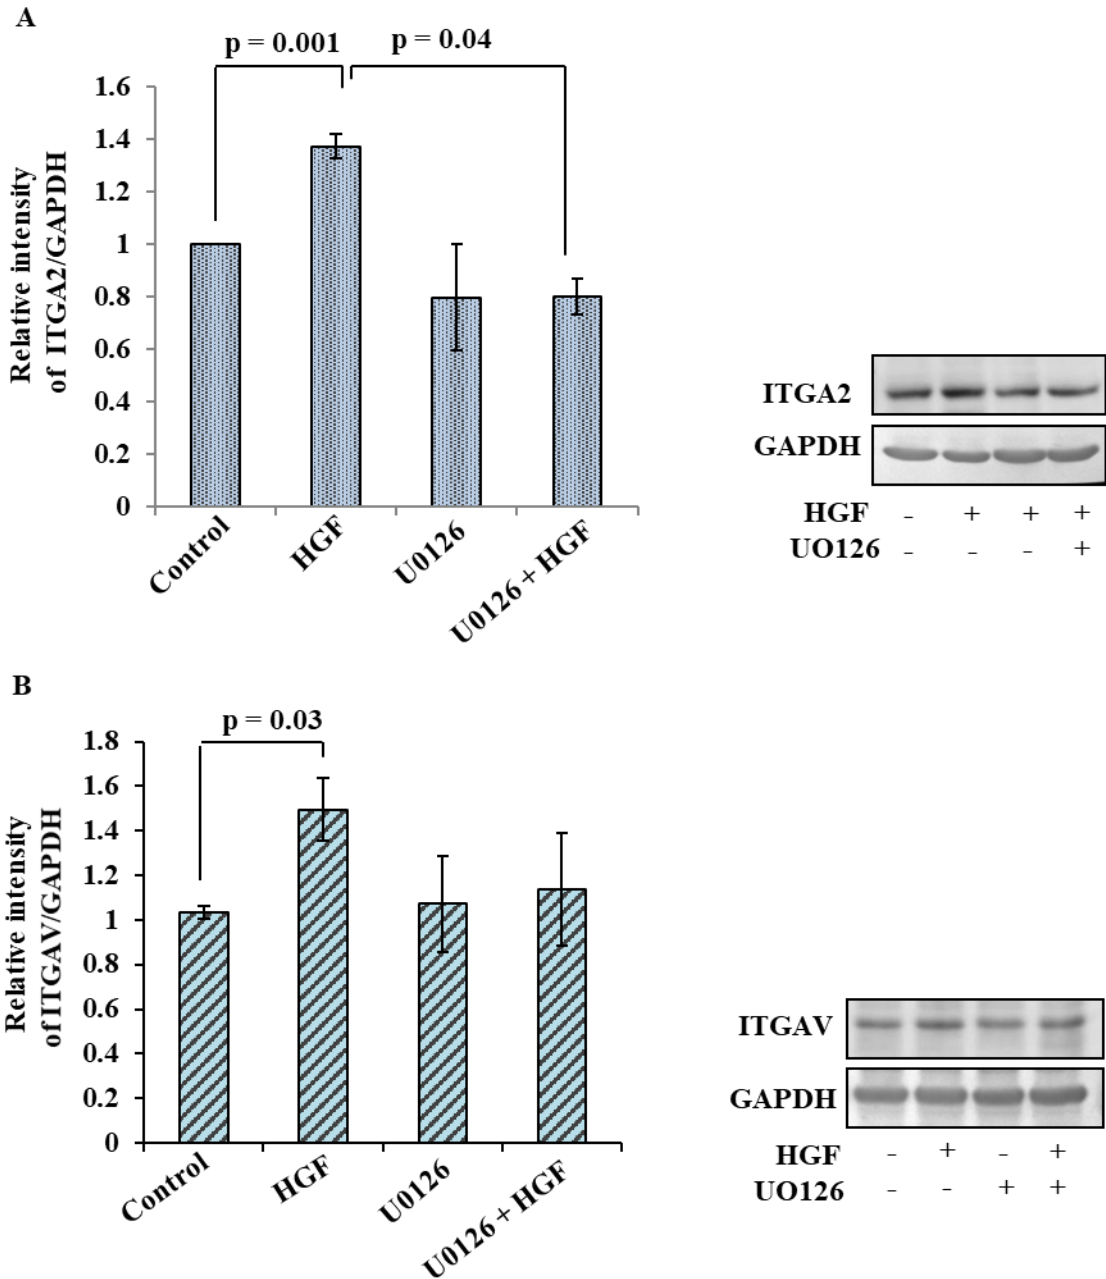 A
p = 0.001
p = 0.04
1.6
1.4
1.2
1
0.8
0.6
0.4
0.2
0
Relative intensity
of ITGA2/GAPDH
Control
HGF
U0126
U0126 + HGF
ITGA2
GAPDH
HGF - + + +
UO126 - - - +
B
p = 0.03
1.8
1.6
1.4
1.2
1
0.8
0.6
0.4
0.2
0
Relative intensity
of ITGAV/GAPDH
Control
HGF
U0126
U0126 + HGF
ITGAV
GAPDH
HGF - + - +
UO126 - - + +